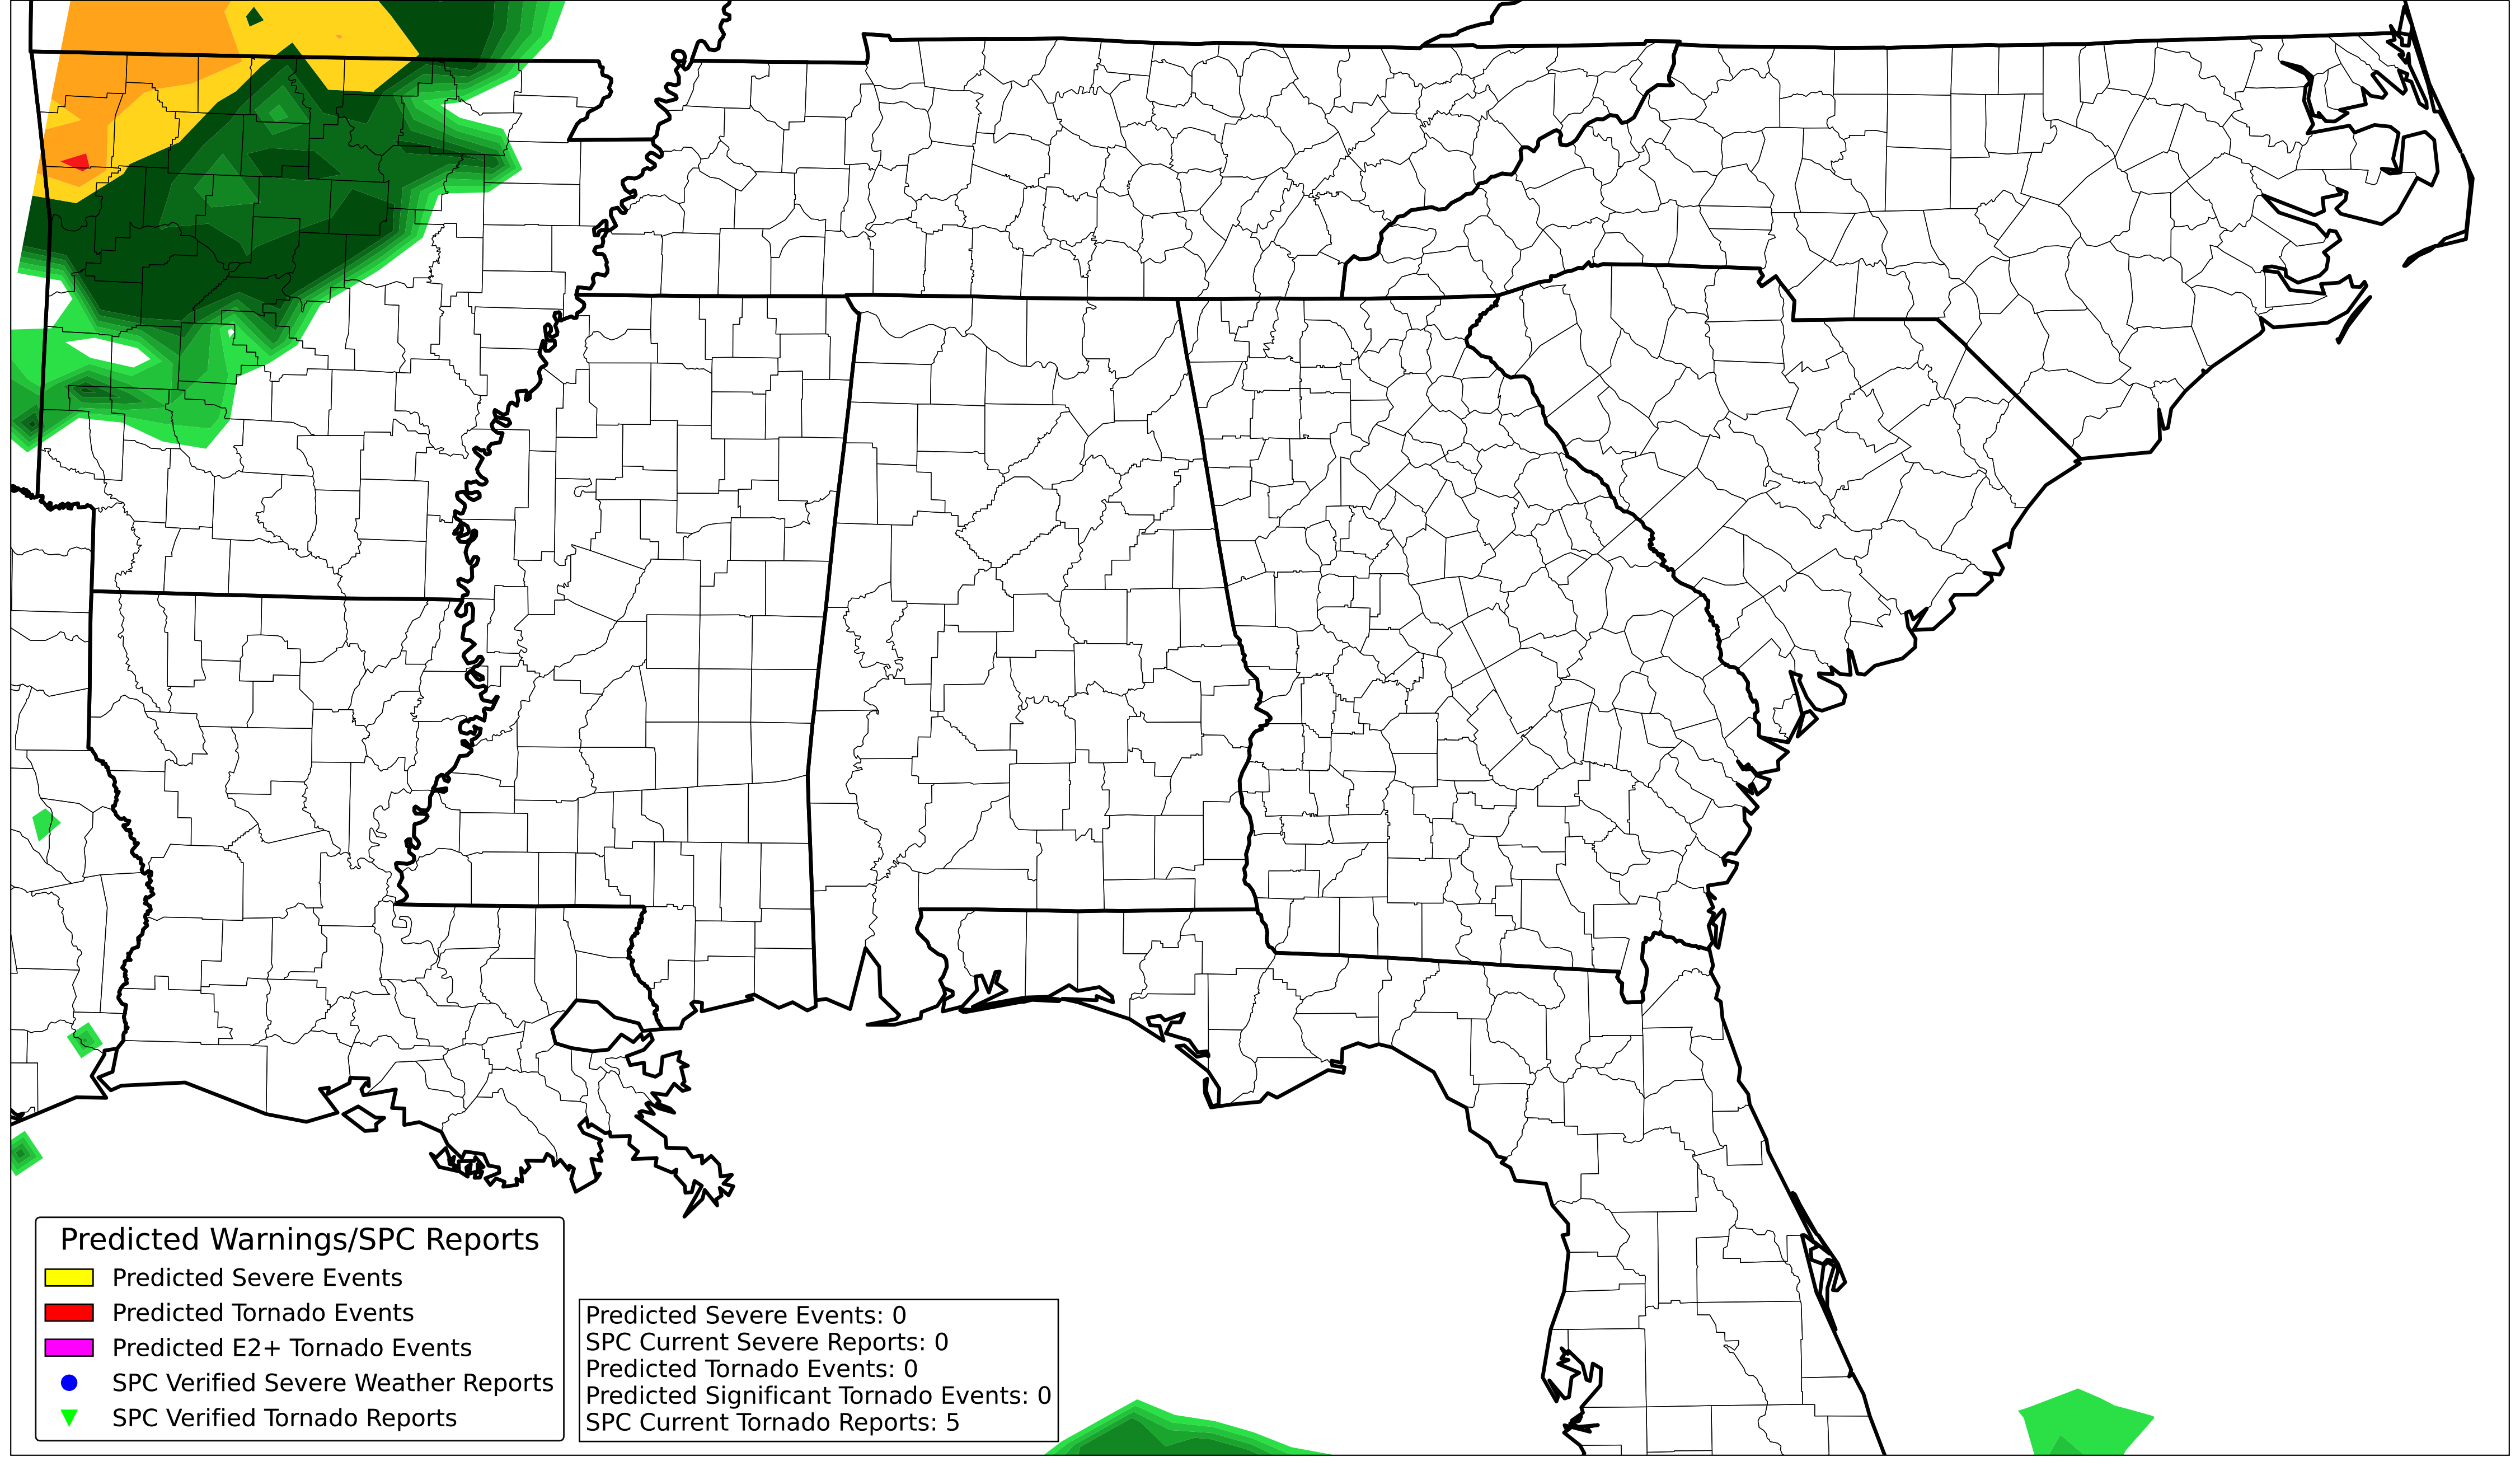 Predicted Warnings/SPC Reports
Predicted Severe Events
Predicted Tornado Events
Predicted E2+ Tornado Events
SPC Verified Severe Weather Reports
SPC Verified Tornado Reports
Predicted Severe Events: 0
SPC Current Severe Reports: 0
Predicted Tornado Events: 0
Predicted Significant Tornado Events: 0
SPC Current Tornado Reports: 5